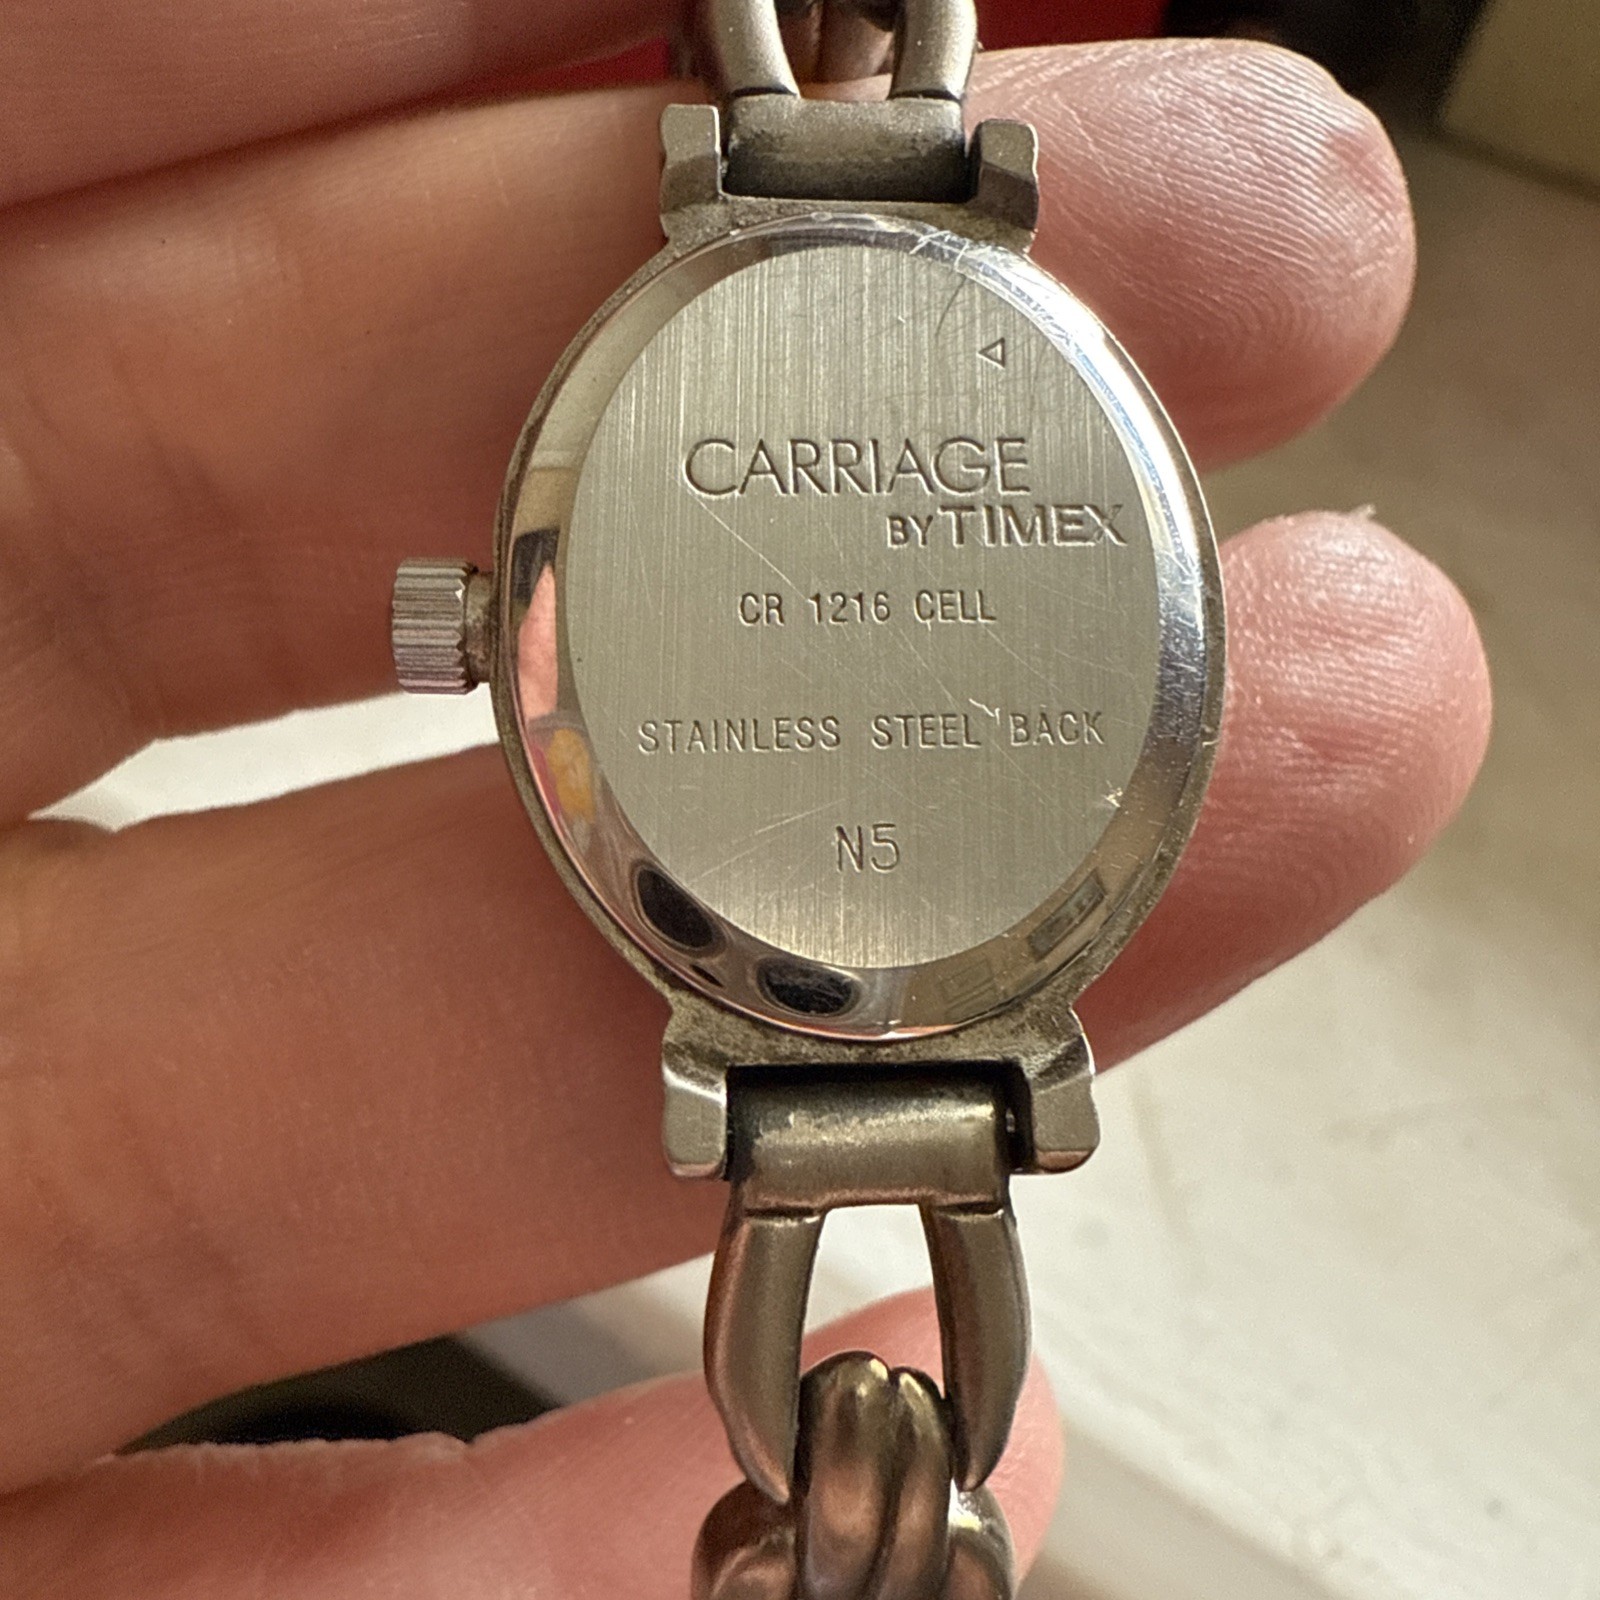 CARRIAGE
BY TIMEX
CR 1216 CELL
STAINLESS STEEL BACK
N5